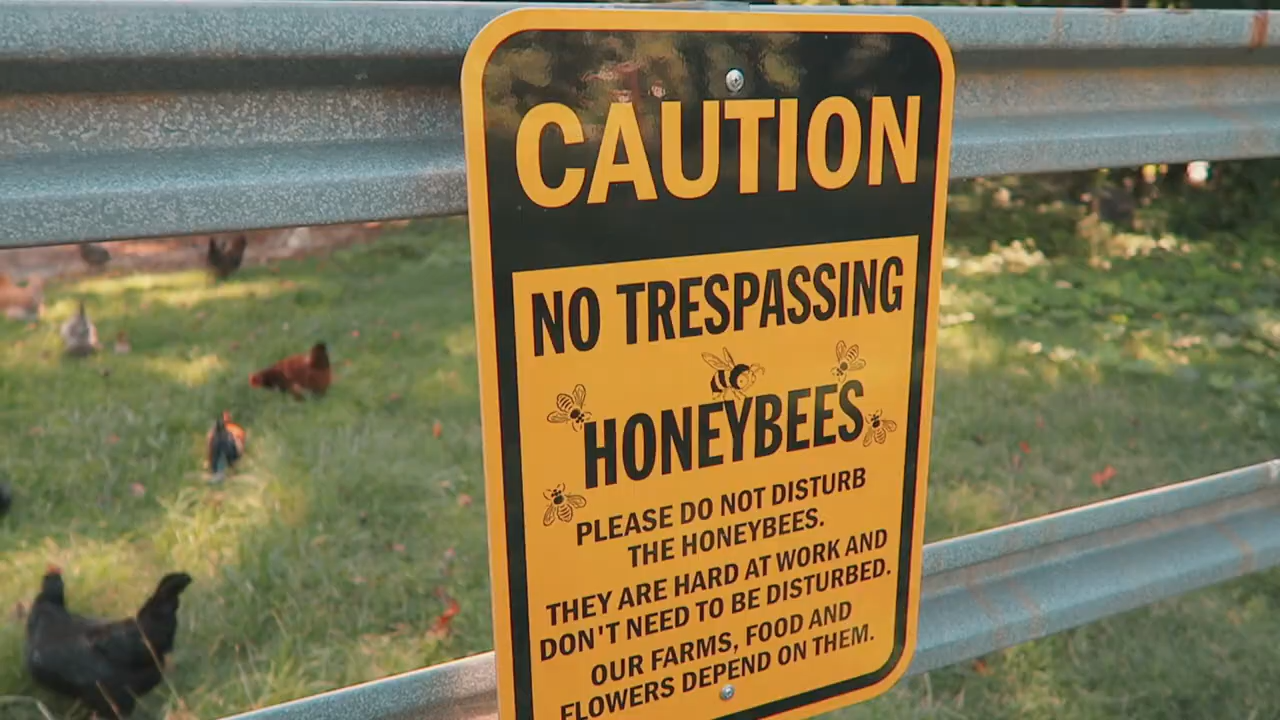 CAUTION
NO TRESPASSING
HONEYBEES
PLEASE DO NOT DISTURB
THE HONEYBEES.
THEY ARE HARD AT WORK AND
DON'T NEED TO BE DISTURBED.
OUR FARMS, FOOD AND
FLOWERS DEPEND ON THEM.